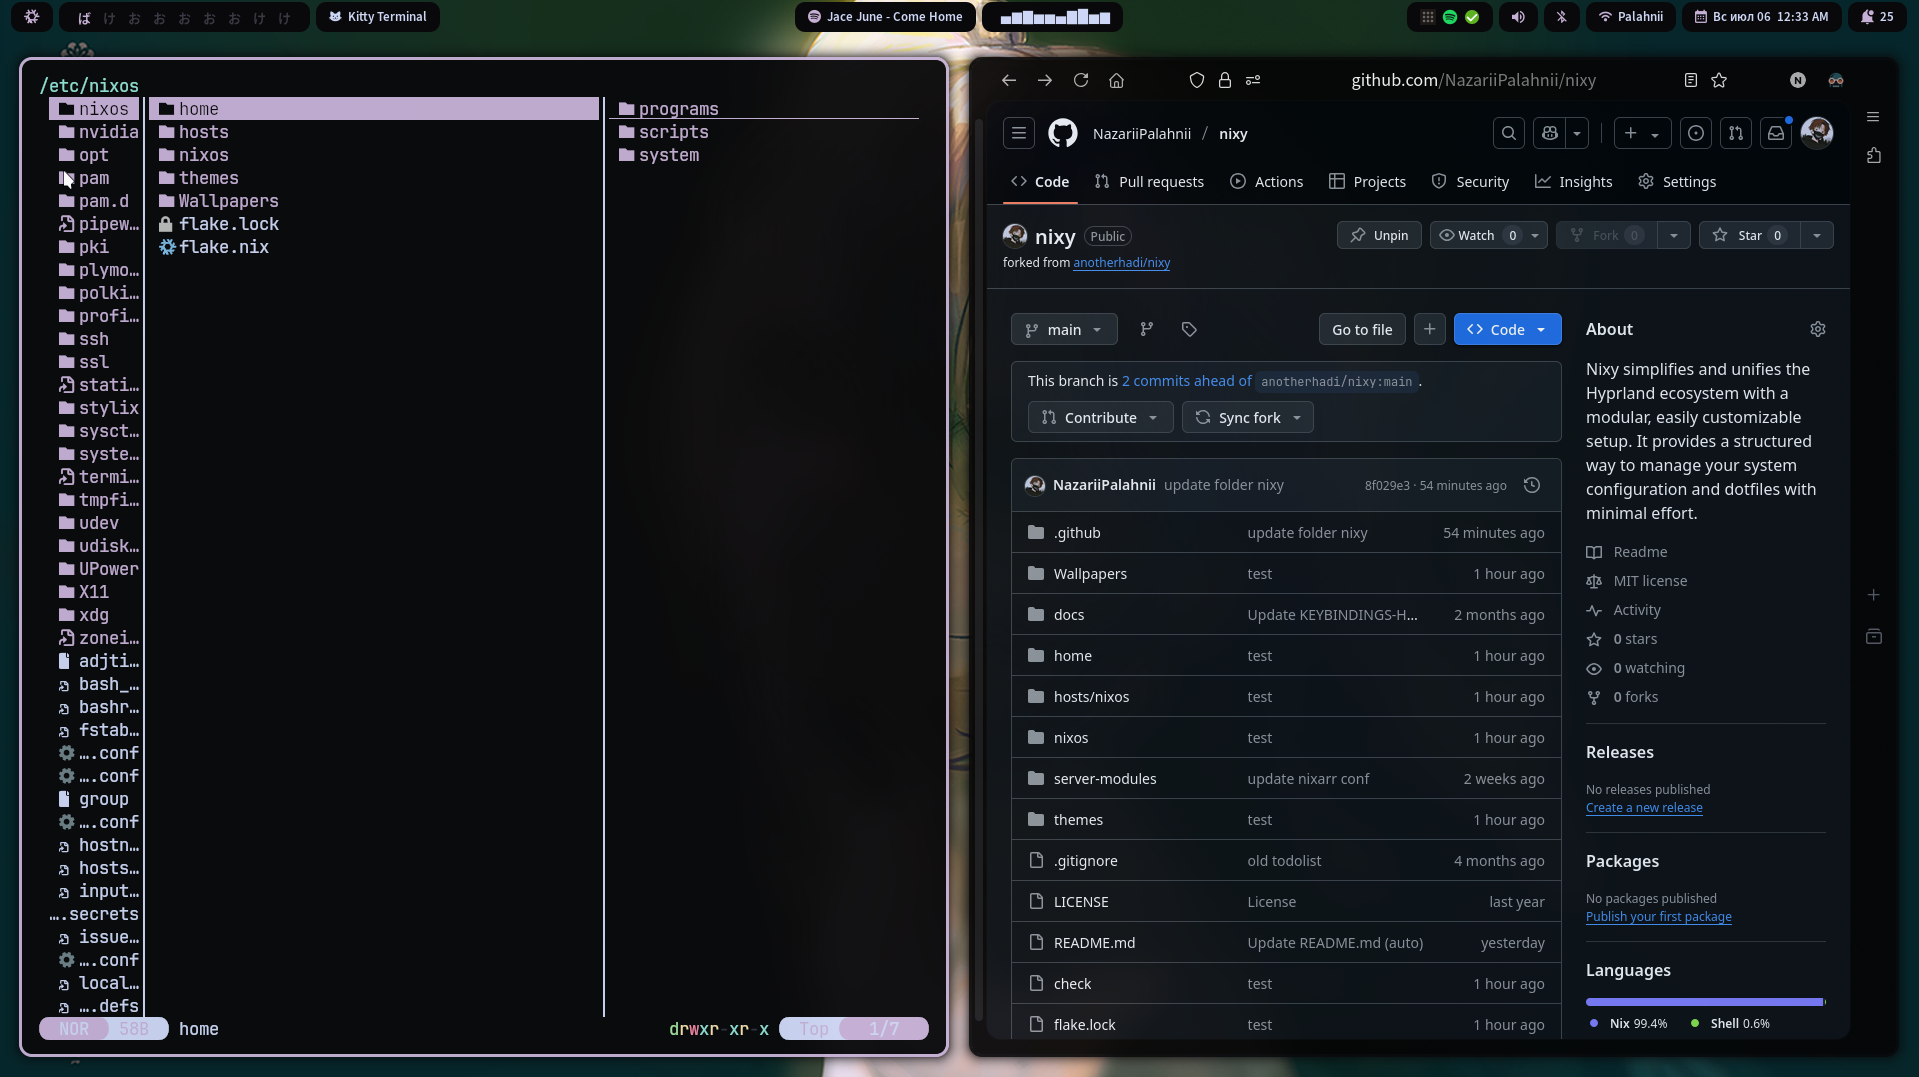 ば け お お お お お け け
Kitty Terminal
Jace June - Come Home
Palahnii
Вс июл 06 12:33 AM
25
/etc/nixos
nixos
nvidia
opt
pam
pam.d
pipew…
pki
plymo…
polki…
profi…
ssh
ssl
stati…
stylix
sysct…
syste…
termi…
tmpfi…
udev
udisk…
UPower
X11
xdg
zonei…
adjti…
bash_…
bashr…
fstab…
….conf
….conf
group
….conf
hostn…
hosts…
input…
….secrets
issue…
….conf
local…
….defs
home
hosts
nixos
themes
Wallpapers
flake.lock
flake.nix
programs
scripts
system
NOR 58B home
drwxr-xr-x Top 1/7
github.com/NazariiPalahnii/nixy
N
NazariiPalahnii / nixy
Code Pull requests Actions Projects Security Insights Settings
nixy Public
Unpin Watch 0 Fork 0 Star 0
forked from anotherhadi/nixy
main
Go to file
Code
This branch is 2 commits ahead of anotherhadi/nixy:main .
Contribute Sync fork
NazariiPalahnii update folder nixy 8f029e3 · 54 minutes ago
.github update folder nixy 54 minutes ago
Wallpapers test 1 hour ago
docs Update KEYBINDINGS-H... 2 months ago
home test 1 hour ago
hosts/nixos test 1 hour ago
nixos test 1 hour ago
server-modules update nixarr conf 2 weeks ago
themes test 1 hour ago
.gitignore old todolist 4 months ago
LICENSE License last year
README.md Update README.md (auto) yesterday
check test 1 hour ago
flake.lock test 1 hour ago
About
Nixy simplifies and unifies the
Hyprland ecosystem with a
modular, easily customizable
setup. It provides a structured
way to manage your system
configuration and dotfiles with
minimal effort.
Readme
MIT license
Activity
0 stars
0 watching
0 forks
Releases
No releases published
Create a new release
Packages
No packages published
Publish your first package
Languages
Nix 99.4% Shell 0.6%